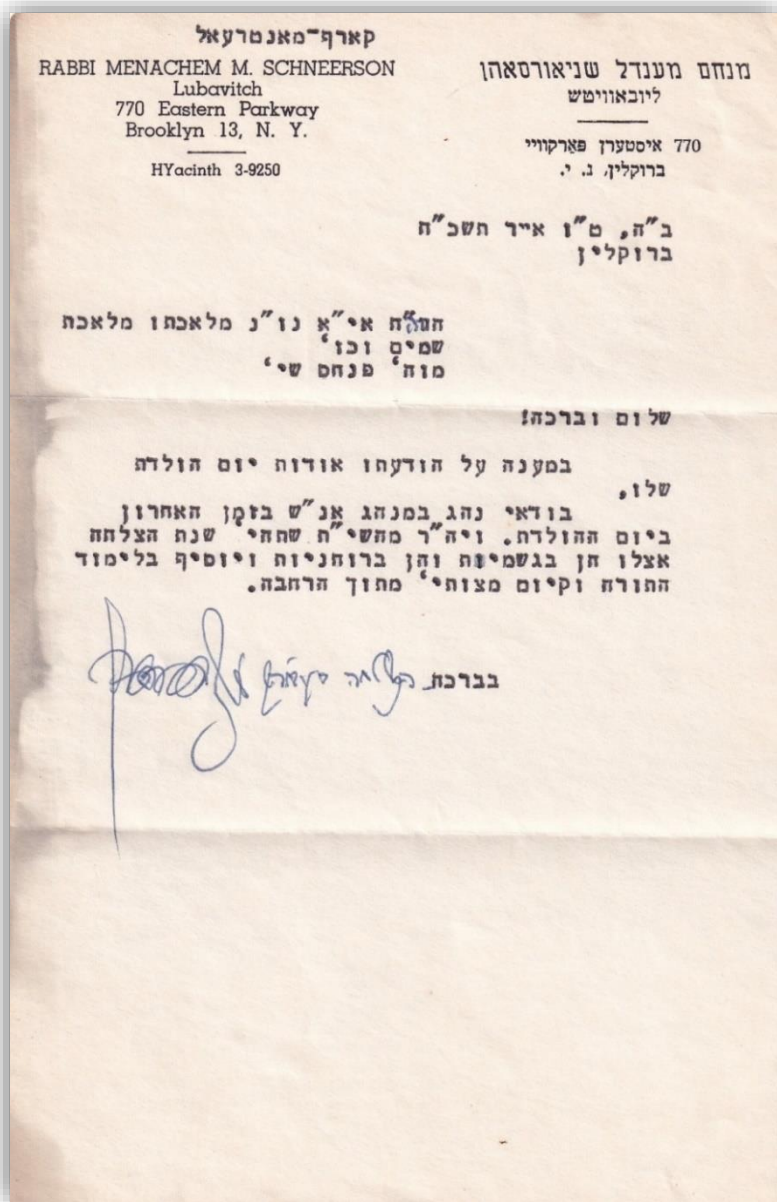 קארף-מאנטרעאל
RABBI MENACHEM M. SCHNEERSON
Lubavitch
770 Eastern Parkway
Brooklyn 13, N. Y.
HYacinth 3-9250
מנחם מענדל שניאורסאהן
ליובאוויטש
770 איסטערן פּאַרקוויי
ברוקלין, נ. י.
ב"ה, ט"ו אייר תשכ"ח
ברוקלין
אי"א נו"נ מלאכתו מלאכת
שמים וכו'
מוה' פנחס שי'
שלום וברכה!
במענה על הודעתו אודות יום הולדת
שלו,
בודאי נהג במנהג אנ"ש בזמן האחרון
ביום ההולדת. ויה"ר מהשי"ת שתהי' שנת הצלחה
אצלו הן בגשמיות והן ברוחניות ויוסיף בלימוד
התורה וקיום מצותי' מתוך הרחבה.
בברכת